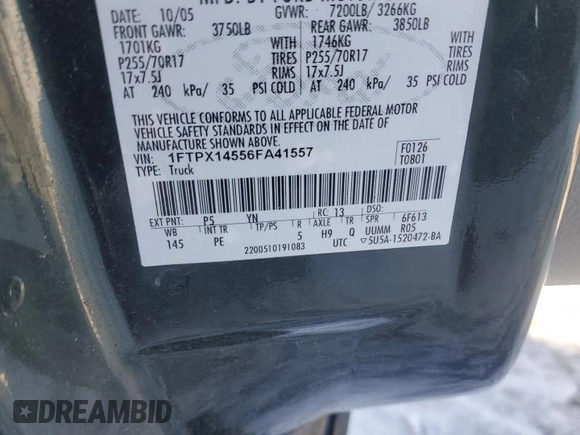 DATE: 10/05 GVWR: 7200LB/ 3266KG
FRONT GAWR: 3750LB REAR GAWR: 3850LB
1701KG WITH 1746KG WITH
P255/70R17 TIRES P255/70R17 TIRES
17x7.5J RIMS 17x7.5J RIMS
AT 240 kPa/ 35 PSI COLD AT 240 kPa/ 35 PSI COLD
THIS VEHICLE CONFORMS TO ALL APPLICABLE FEDERAL MOTOR
VEHICLE SAFETY STANDARDS IN EFFECT ON THE DATE OF
MANUFACTURE SHOWN ABOVE.
VIN: 1FTPX14556FA41557 F0126
TYPE: Truck T0801
EXT PNT: P5 YN RC: 13 DSO:
WB INT TR TP/PS R AXLE TR SPR 6F613
145 PE 5 H9 Q UUMM R05
2200510191083 UTC ▽5U5A-1520472-BA
DREAMBID